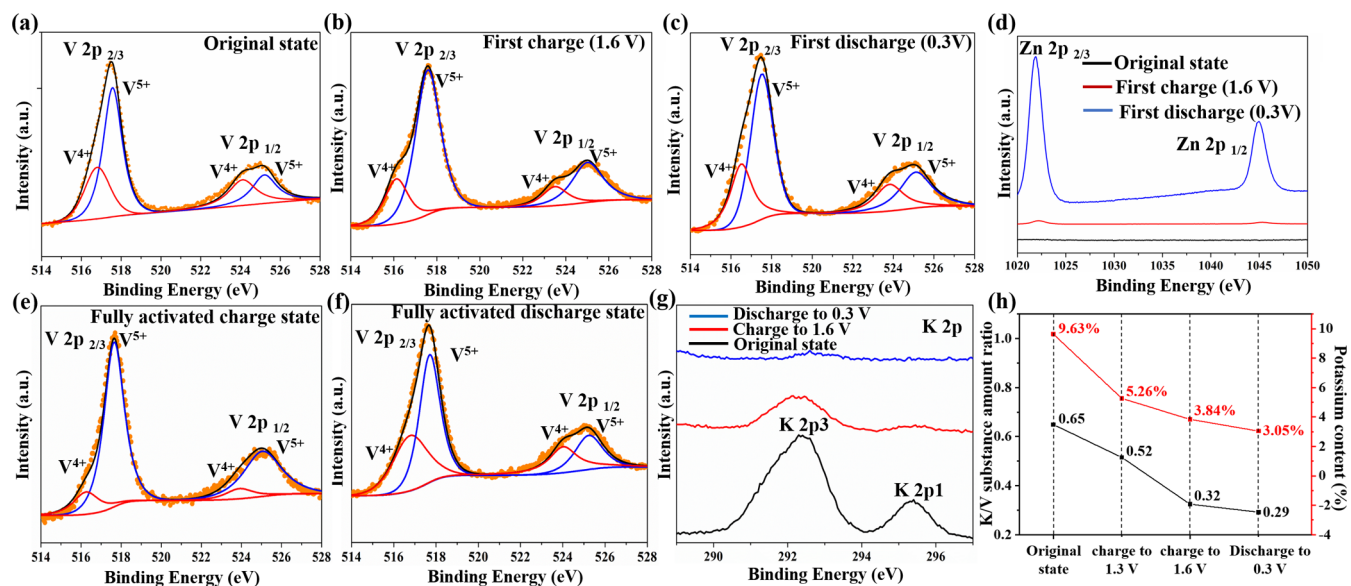 (a)
V 2p 2/3
Original state
V5+
V4+
V 2p 1/2
V4+
V5+
Intensity (a.u.)
514 516 518 520 522 524 526 528
Binding Energy (eV)
(b)
First charge (1.6 V)
V 2p 2/3
V5+
V4+
V 2p 1/2
V4+
V5+
Intensity (a.u.)
514 516 518 520 522 524 526 528
Binding Energy (eV)
(c)
V 2p 2/3
First discharge (0.3V)
V5+
V4+
V 2p 1/2
V4+
V5+
Intensity (a.u.)
514 516 518 520 522 524 526 528
Binding Energy (eV)
(d)
Zn 2p 2/3
Original state
First charge (1.6 V)
First discharge (0.3V)
Zn 2p 1/2
Intensity (a.u.)
1020 1025 1030 1035 1040 1045 1050
Binding Energy (eV)
(e)
Fully activated charge state
V 2p 2/3
V5+
V4+
V 2p 1/2
V4+
V5+
Intensity (a.u.)
514 516 518 520 522 524 526 528
Binding Energy (eV)
(f)
Fully activated discharge state
V 2p 2/3
V5+
V4+
V 2p 1/2
V4+
V5+
Intensity (a.u.)
514 516 518 520 522 524 526 528
Binding Energy (eV)
(g)
Discharge to 0.3 V
Charge to 1.6 V
Original state
K 2p
K 2p3
K 2p1
Intensity (a.u.)
290 292 294 296
Binding Energy (eV)
(h)
K/V substance amount ratio
1.0
0.8
0.6
0.4
0.2
9.63%
5.26%
3.84%
3.05%
0.65
0.52
0.32
0.29
10
8
6
4
2
0
-2
-4
Potassium content (%)
Original state
charge to 1.3 V
charge to 1.6 V
Discharge to 0.3 V